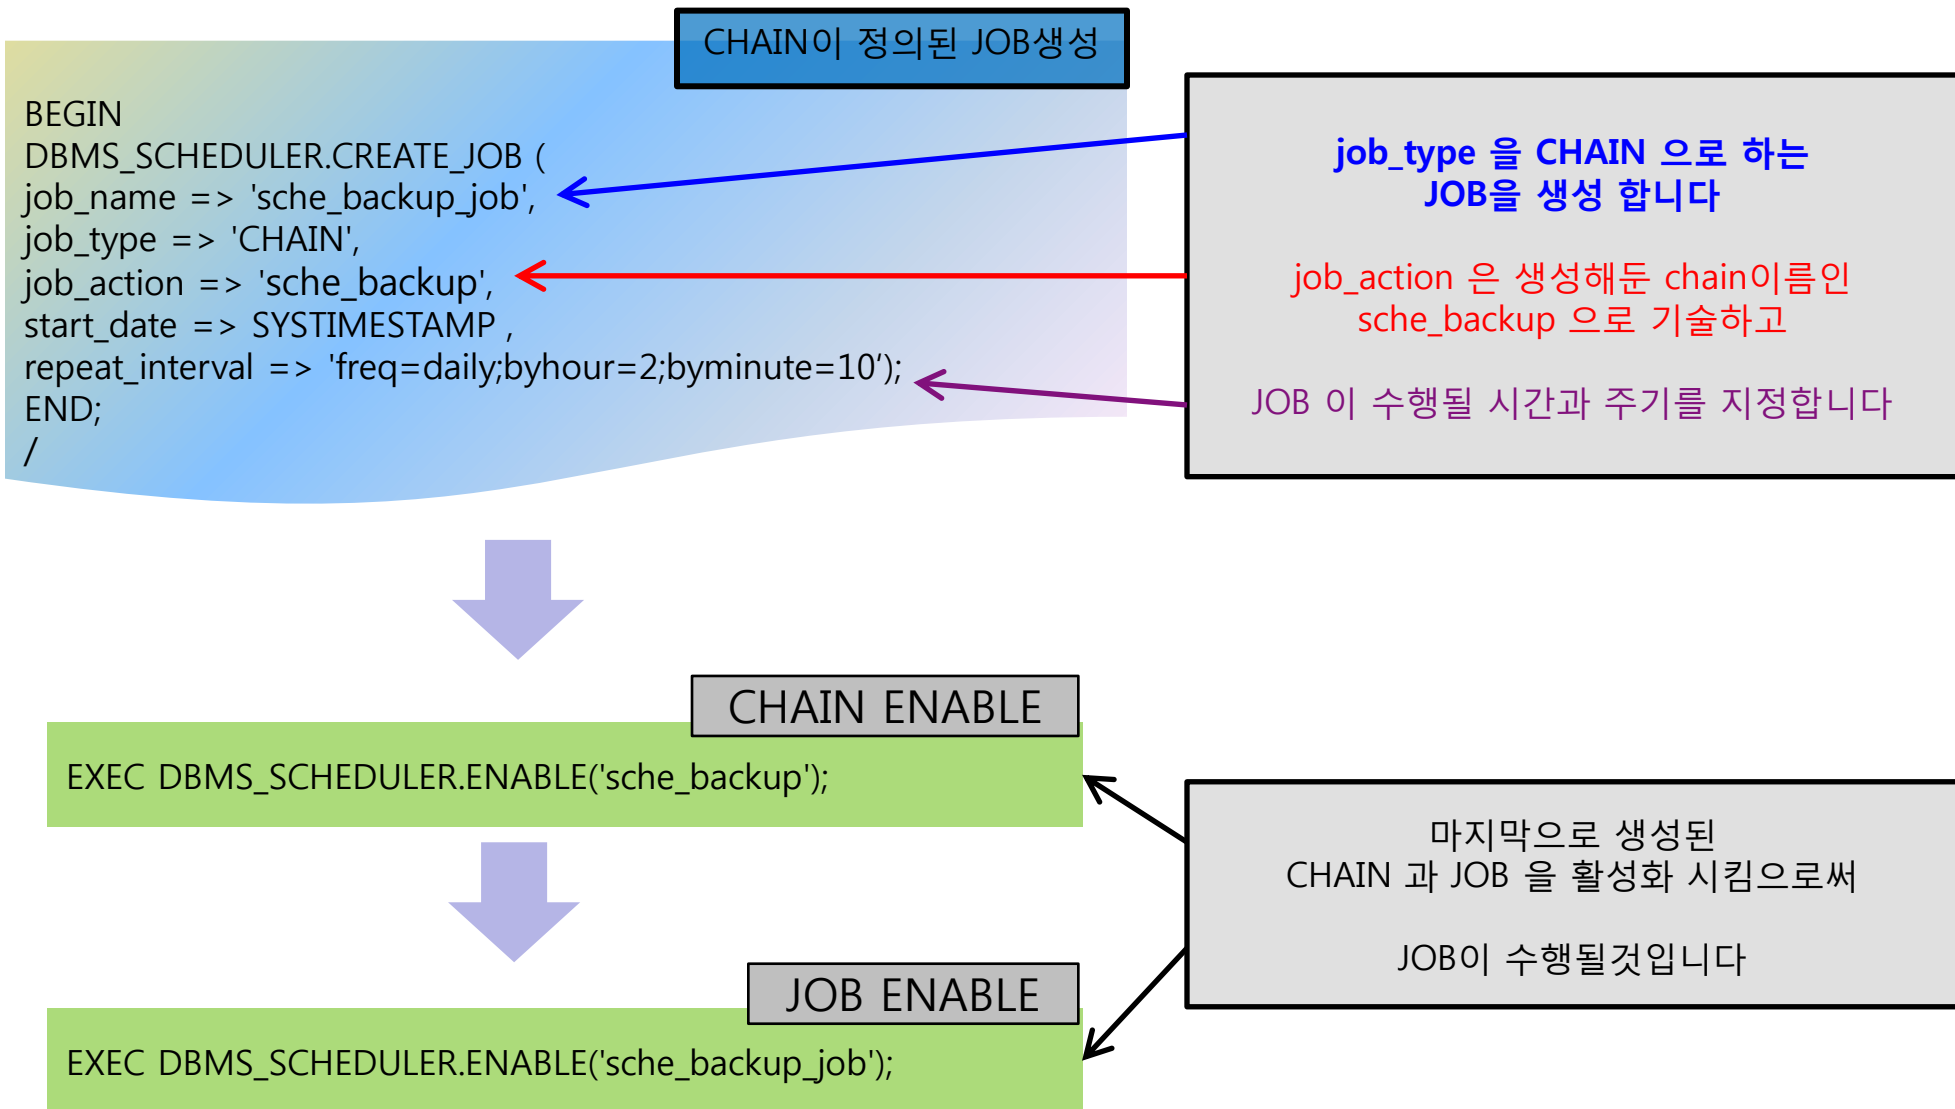 CHAIN이 정의된 JOB생성
BEGIN
DBMS_SCHEDULER.CREATE_JOB (
job_name => 'sche_backup_job',
job_type => 'CHAIN',
job_action => 'sche_backup',
start_date => SYSTIMESTAMP ,
repeat_interval => 'freq=daily;byhour=2;byminute=10');
END;
/
job_type 을 CHAIN 으로 하는
JOB을 생성 합니다
job_action 은 생성해둔 chain이름인
sche_backup 으로 기술하고
JOB 이 수행될 시간과 주기를 지정합니다
CHAIN ENABLE
EXEC DBMS_SCHEDULER.ENABLE('sche_backup');
마지막으로 생성된
CHAIN 과 JOB 을 활성화 시킴으로써
JOB이 수행될것입니다
JOB ENABLE
EXEC DBMS_SCHEDULER.ENABLE('sche_backup_job');